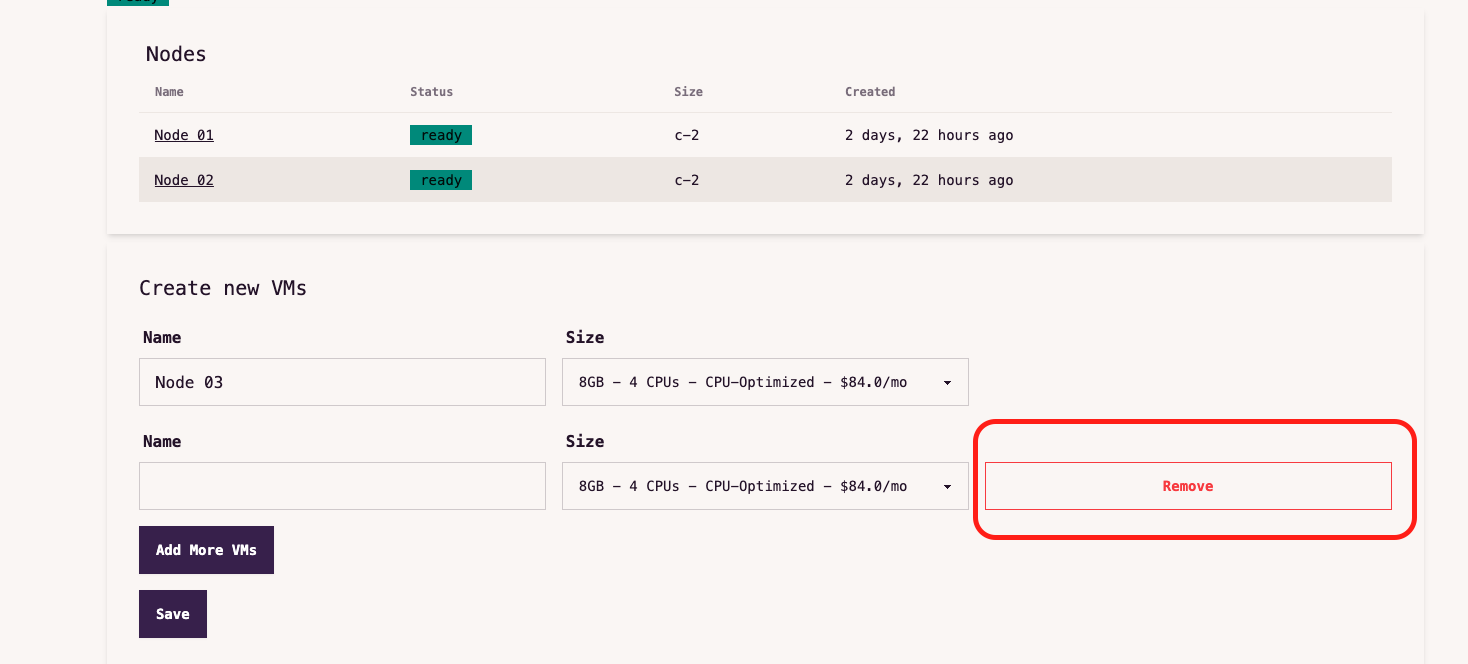 ready
Nodes
Name Status Size Created
Node 01 ready c-2 2 days, 22 hours ago
Node 02 ready c-2 2 days, 22 hours ago
Create new VMs
Name Size
Node 03 8GB - 4 CPUs - CPU-Optimized - $84.0/mo
Name Size
8GB - 4 CPUs - CPU-Optimized - $84.0/mo Remove
Add More VMs
Save